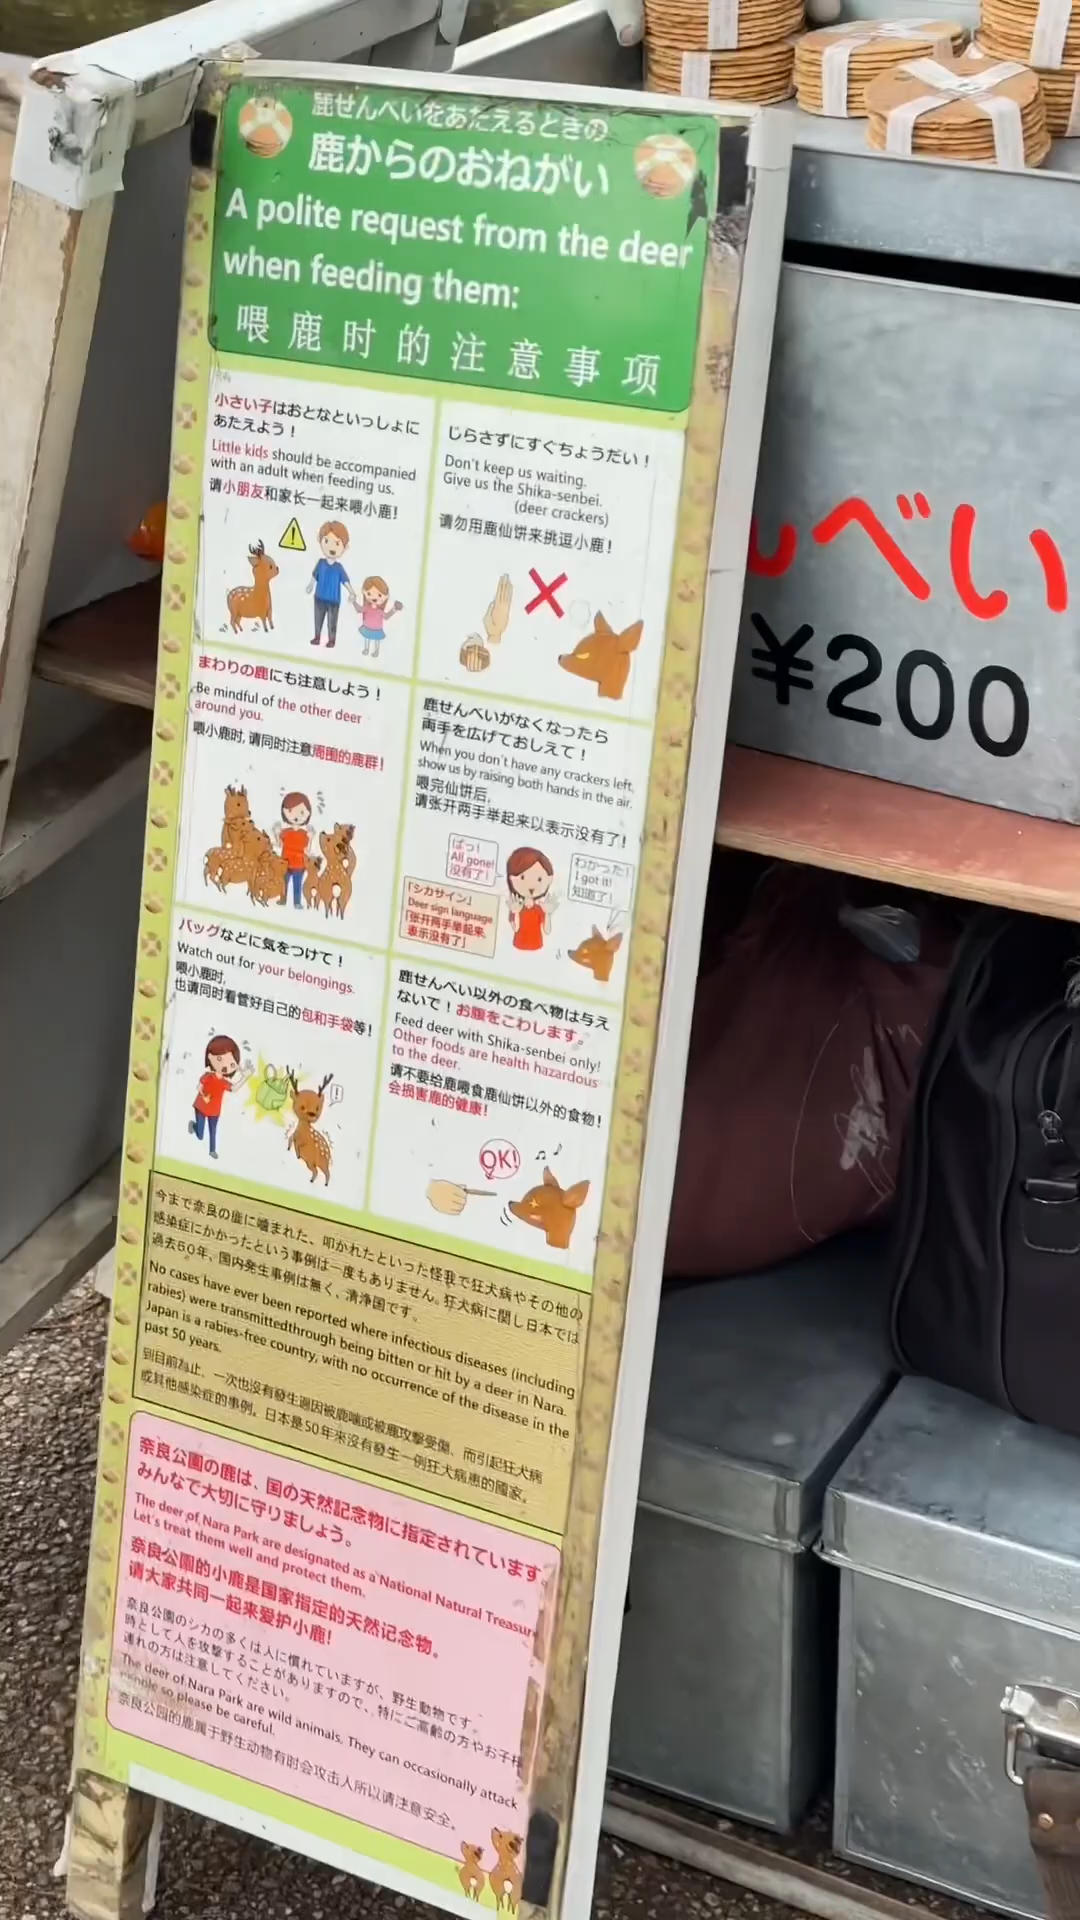 鹿せんべいをあたえるときの
鹿からのおねがい
A polite request from the deer
when feeding them:
喂鹿时的注意事项
小さい子はおとなといっしょに
あたえよう！
Little kids should be accompanied
with an adult when feeding us.
请小朋友和家长一起来喂小鹿!
じらさずにすぐちょうだい！
Don't keep us waiting.
Give us the Shika-senbei.
(deer crackers)
请勿用鹿仙饼来挑逗小鹿!
まわりの鹿にも注意しよう！
Be mindful of the other deer
around you.
喂小鹿时, 请同时注意周围的鹿群!
鹿せんべいがなくなったら
両手を広げておしえて！
When you don't have any crackers left,
show us by raising both hands in the air.
喂完仙饼后,
请张开两手举起来以表示没有了!
ぱっ！
All gone!
没有了！
わかった！
I got it!
知道了！
「シカサイン」
Deer sign language
「张开两手举起来,
表示没有了」
バッグなどに気をつけて！
Watch out for your belongings.
喂小鹿时,
也请同时看管好自己的包和手袋等!
!
鹿せんべい以外の食べ物は与え
ないで！お腹をこわします。
Feed deer with Shika-senbei only!
Other foods are health hazardous
to the deer.
请不要给鹿喂食鹿仙饼以外的食物!
会损害鹿的健康!
OK!
今まで奈良の鹿に噛まれた、叩かれたといった怪我で狂犬病やその他の
感染症にかかったという事例は一度もありません。狂犬病に関し日本では
過去50年、国内発生事例は無く、清浄国です。
No cases have ever been reported where infectious diseases (including
rabies) were transmittedthrough being bitten or hit by a deer in Nara.
Japan is a rabies-free country, with no occurrence of the disease in the
past 50 years.
到目前為止、一次也沒有發生過因被鹿咬或被鹿攻擊受傷、而引起狂犬病
或其他感染症的事例。日本是50年來沒有發生一例狂犬病患的國家。
奈良公園の鹿は、国の天然記念物に指定されています。
みんなで大切に守りましょう。
The deer of Nara Park are designated as a National Natural Treasure
Let's treat them well and protect them.
奈良公園的小鹿是国家指定的天然记念物。
请大家共同一起来爱护小鹿!
奈良公園のシカの多くは人に慣れていますが、野生動物です。
時として人を攻撃することがありますので、特にご高齢の方やお子様
連れの方は注意してください。
The deer of Nara Park are wild animals. They can occasionally attack
people so please be careful.
奈良公园的鹿属于野生动物有时会攻击人所以请注意安全。
んべい
¥200